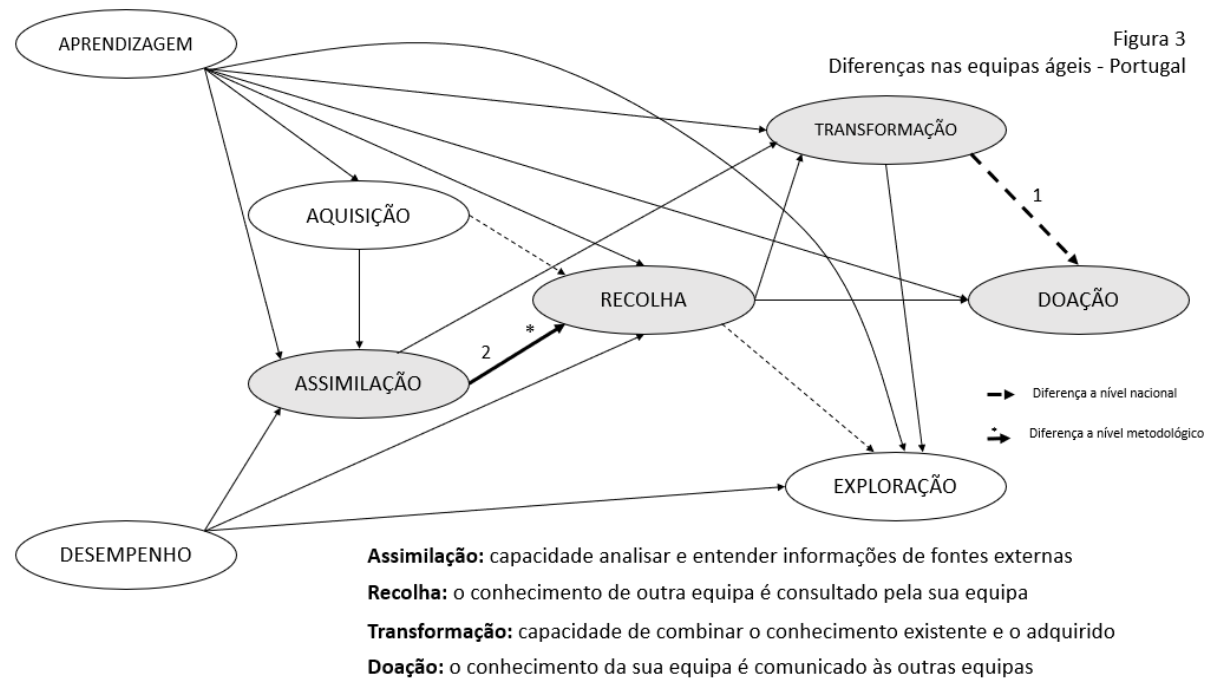 Figura 3
Diferenças nas equipas ágeis - Portugal
APRENDIZAGEM
TRANSFORMAÇÃO
1
AQUISIÇÃO
RECOLHA
DOAÇÃO
*
2
ASSIMILAÇÃO
Diferença a nível nacional
*
Diferença a nível metodológico
EXPLORAÇÃO
DESEMPENHO
Assimilação: capacidade analisar e entender informações de fontes externas
Recolha: o conhecimento de outra equipa é consultado pela sua equipa
Transformação: capacidade de combinar o conhecimento existente e o adquirido
Doação: o conhecimento da sua equipa é comunicado às outras equipas